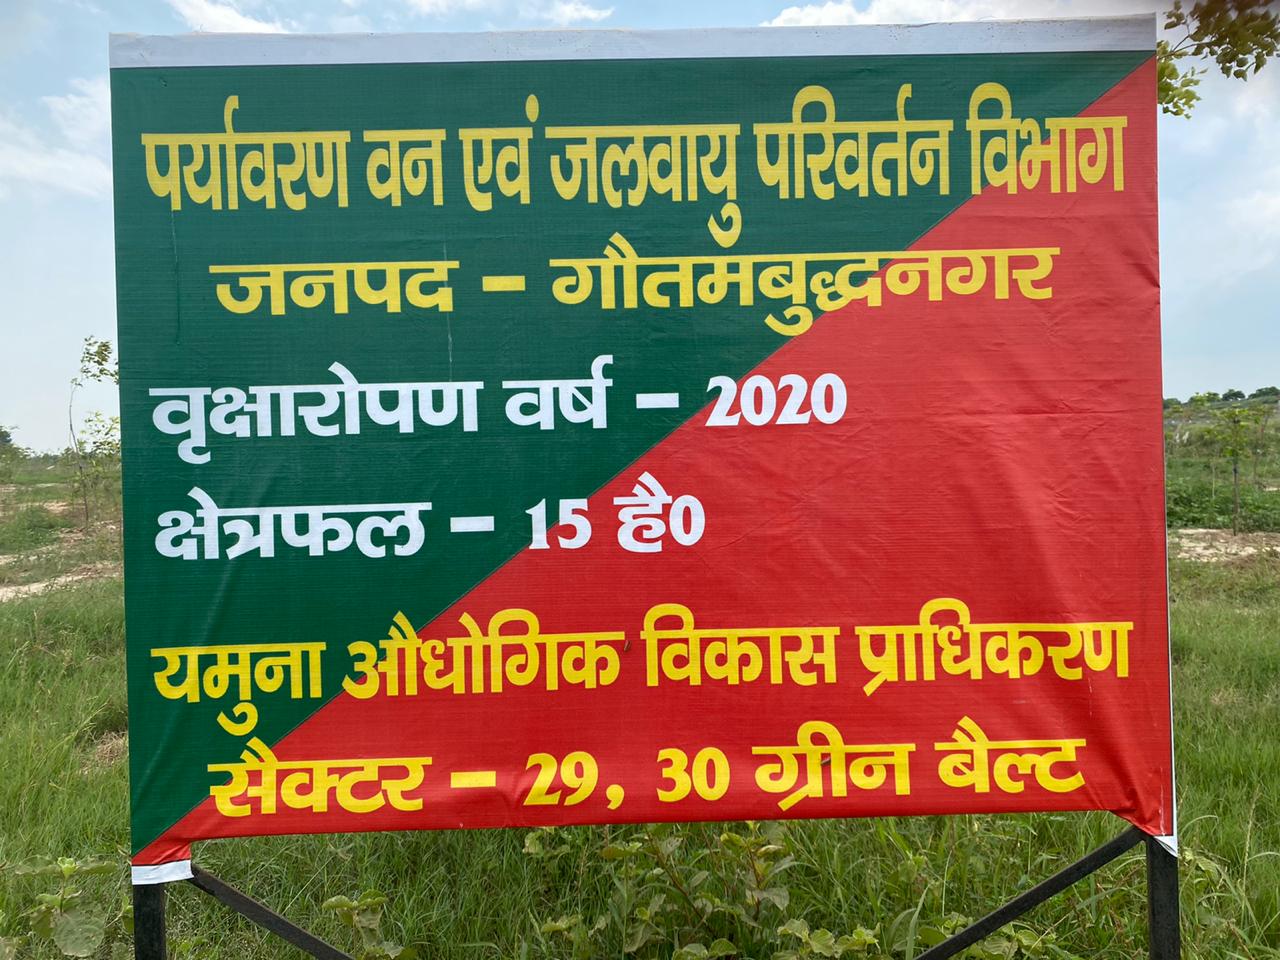 पर्यावरण वन एवं जलवायु परिवर्तन विभाग
जनपद - गौतमबुद्धनगर
वृक्षारोपण वर्ष - 2020
क्षेत्रफल - 15 है0
यमुना औधोगिक विकास प्राधिकरण
सैक्टर - 29, 30 ग्रीन बैल्ट